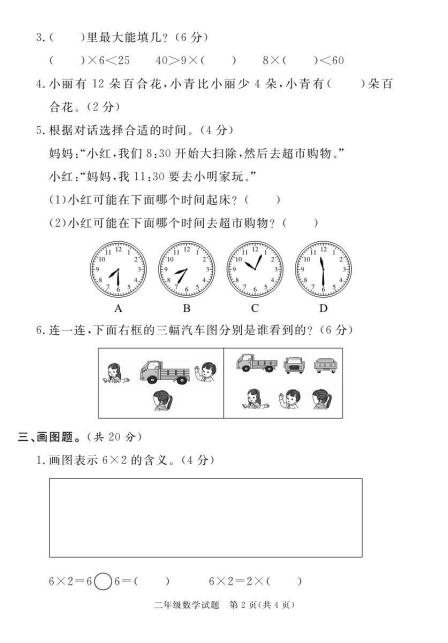 3.(　　)里最大能填几?(6分)
(　　)×6<25　　40>9×(　　)　　8×(　　)<60
4.小丽有12朵百合花,小青比小丽少4朵,小青有(　　)朵百
合花。(2分)
5.根据对话选择合适的时间。(4分)
妈妈:“小红,我们8:30开始大扫除,然后去超市购物。”
小红:“妈妈,我11:30要去小明家玩。”
(1)小红可能在下面哪个时间起床?(　　)
(2)小红可能在下面哪个时间去超市购物?(　　)
A　　B　　C　　D
6.连一连,下面右框的三幅汽车图分别是谁看到的?(6分)
三、画图题。(共20分)
1.画图表示6×2的含义。(4分)
6×2=6○6=(　　)　　6×2=2×(　　)
二年级数学试题　第2页(共4页)